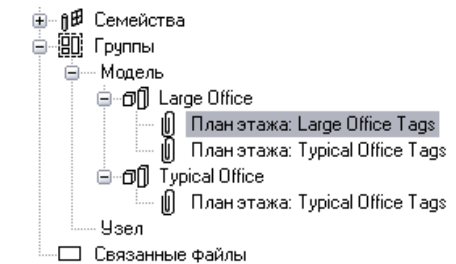 Семейства
Группы
Модель
Large Office
План этажа: Large Office Tags
План этажа: Typical Office Tags
Typical Office
План этажа: Typical Office Tags
Узел
Связанные файлы